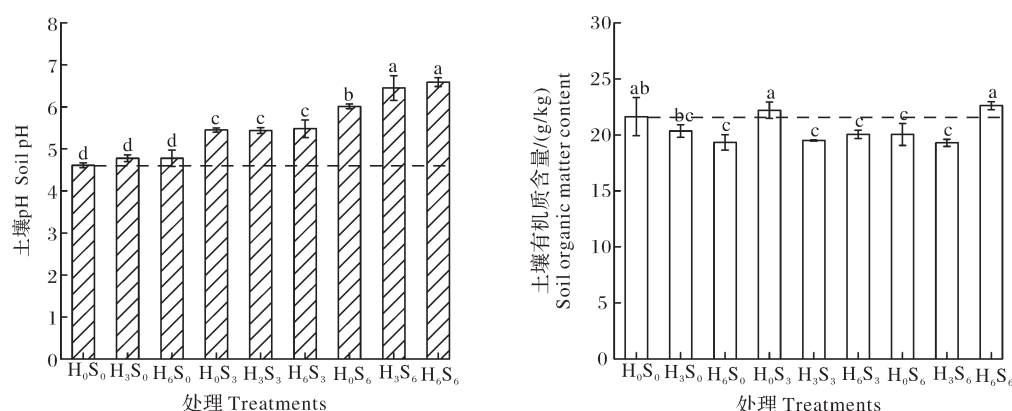 8
7
6
5
4
3
2
1
0
土壤pH Soil pH
d
d
d
c
c
c
b
a
a
H₀S₀ H₃S₀ H₆S₀ H₀S₃ H₃S₃ H₆S₃ H₀S₆ H₃S₆ H₆S₆
处理 Treatments
30
25
20
15
10
5
0
土壤有机质含量/(g/kg)
Soil organic matter content
ab
bc
c
a
c
c
c
c
a
H₀S₀ H₃S₀ H₆S₀ H₀S₃ H₃S₃ H₆S₃ H₀S₆ H₃S₆ H₆S₆
处理 Treatments